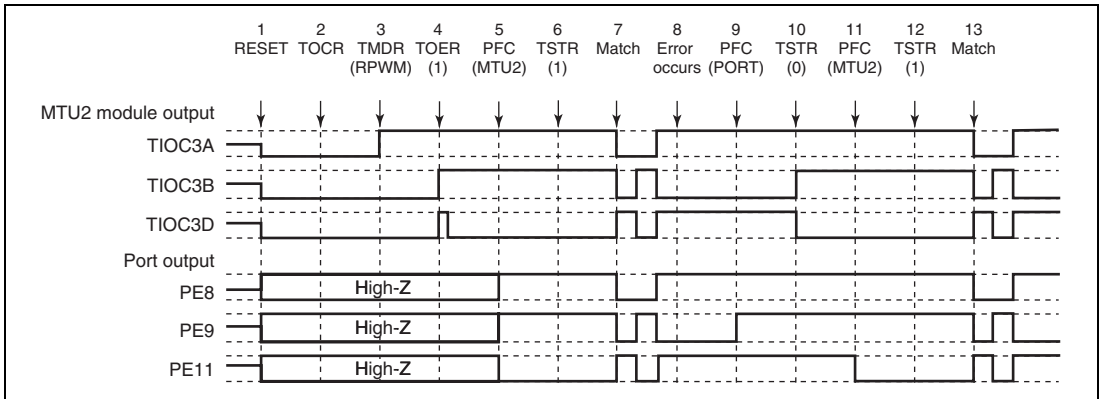 1 2 3 4 5 6 7 8 9 10 11 12 13
RESET TOCR TMDR TOER PFC TSTR Match Error PFC TSTR PFC TSTR Match
(RPWM) (1) (MTU2) (1) occurs (PORT) (0) (MTU2) (1)
MTU2 module output
TIOC3A
TIOC3B
TIOC3D
Port output
PE8 High-Z
PE9 High-Z
PE11 High-Z